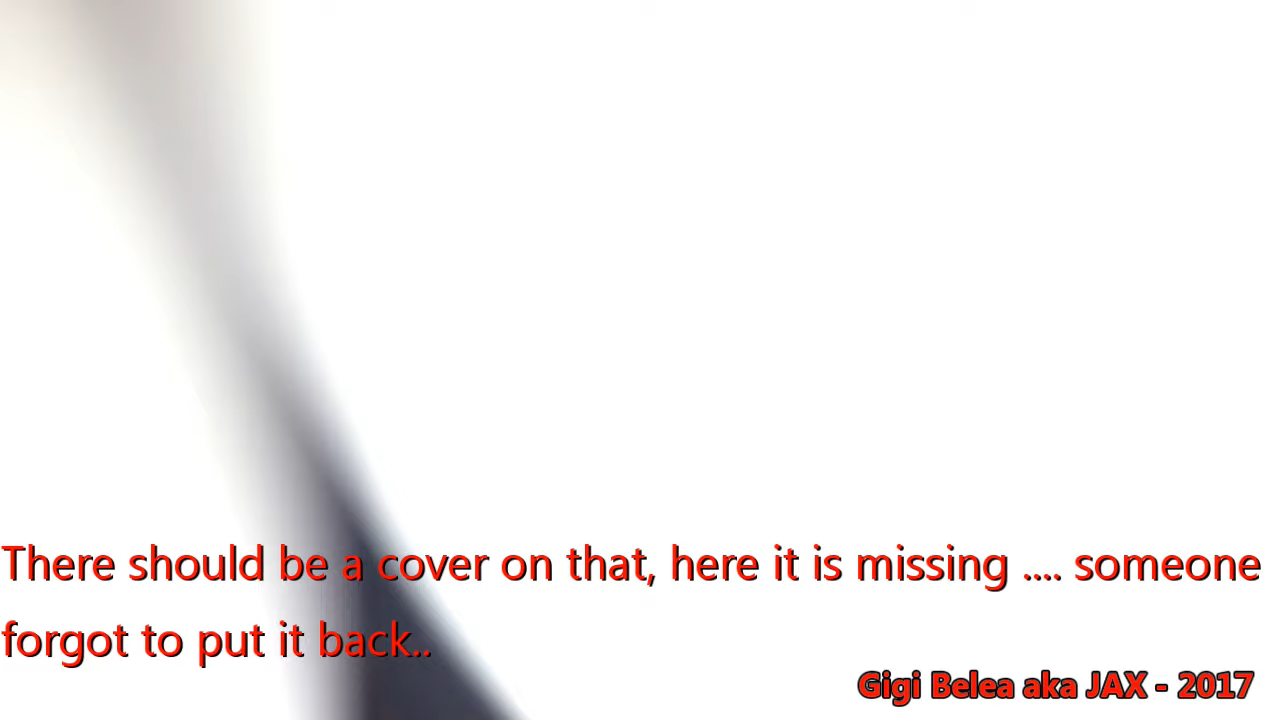 There should be a cover on that, here it is missing .... someone
forgot to put it back..
Gigi Belea aka JAX - 2017